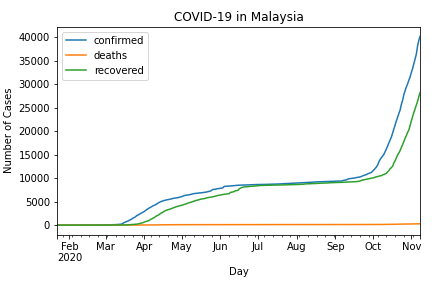 COVID-19 in Malaysia
confirmed
deaths
recovered
Number of Cases
40000
35000
30000
25000
20000
15000
10000
5000
0
Feb Mar Apr May Jun Jul Aug Sep Oct Nov
2020
Day